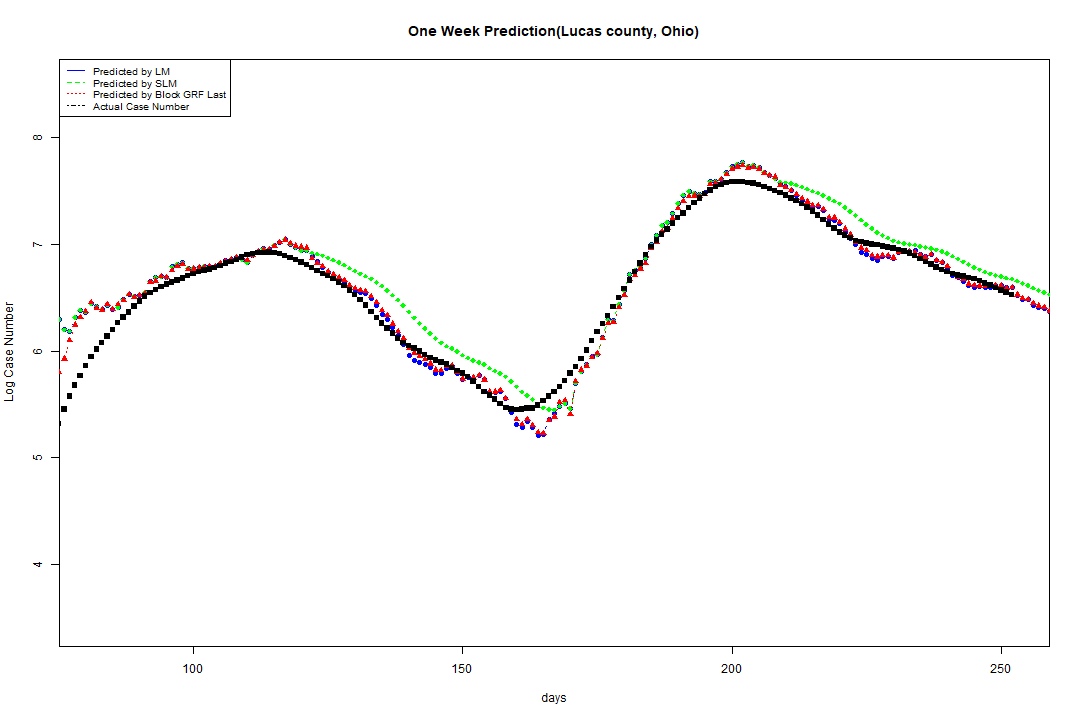 One Week Prediction(Lucas county, Ohio)
Predicted by LM
Predicted by SLM
Predicted by Block GRF Last
Actual Case Number
8
7
6
5
4
Log Case Number
100 150 200 250
days